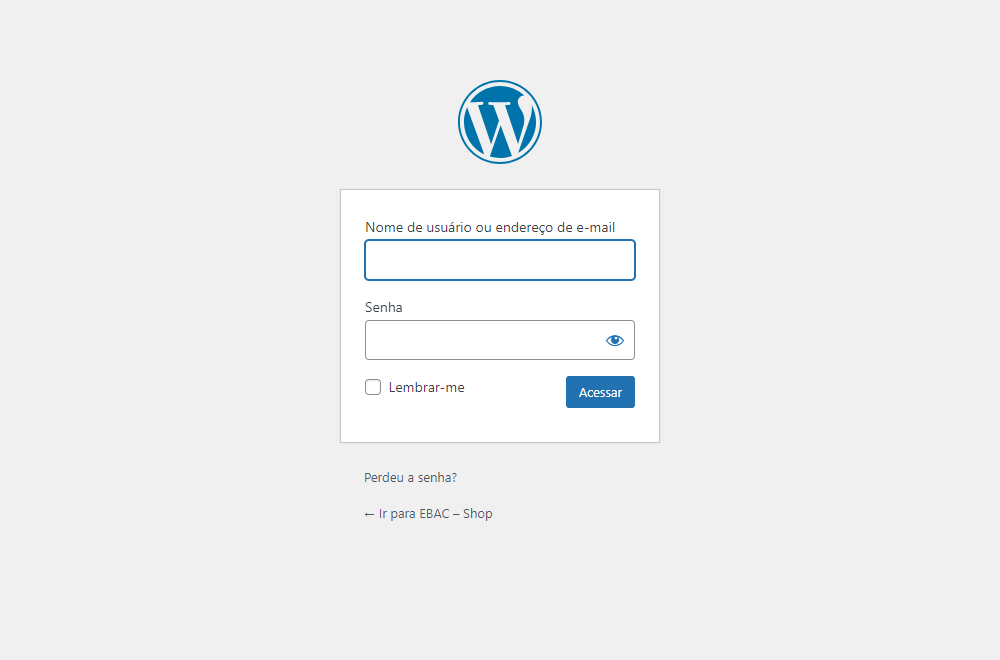 Nome de usuário ou endereço de e-mail
Senha
Lembrar-me
Acessar
Perdeu a senha?
← Ir para EBAC – Shop